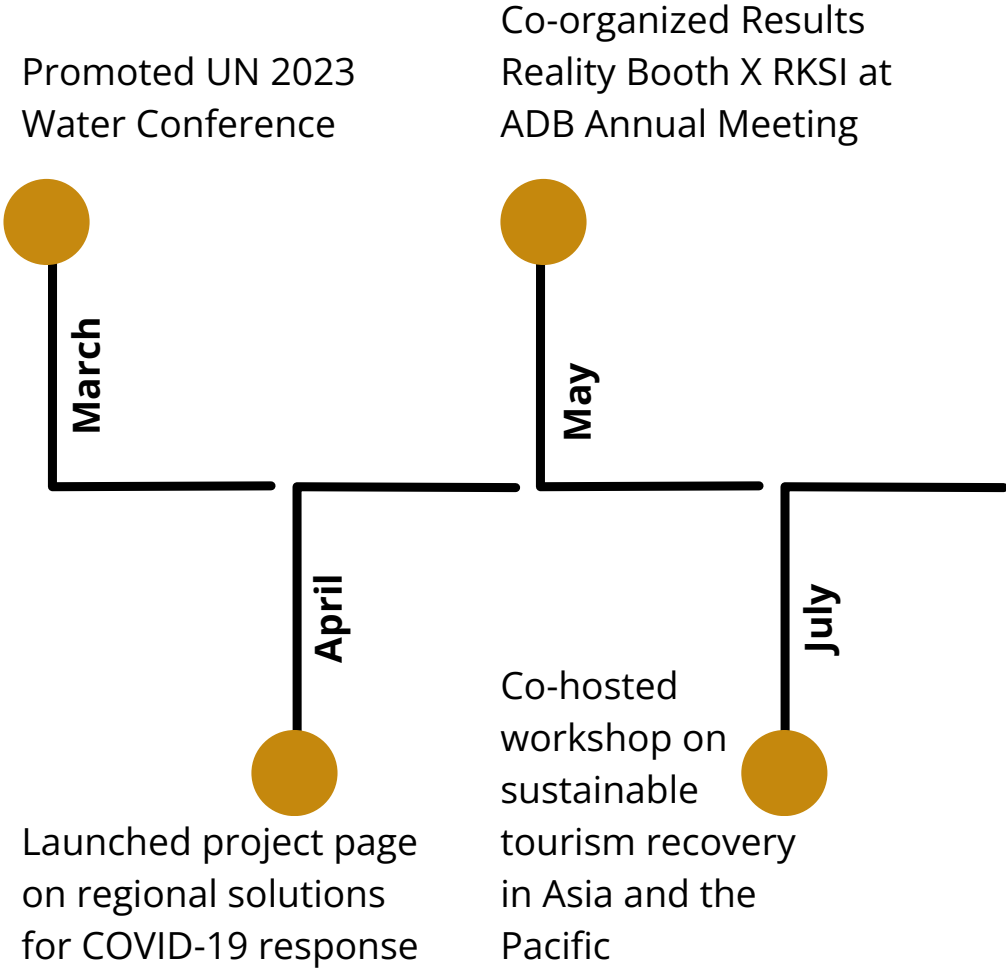 Promoted UN 2023
Water Conference
March
Launched project page
on regional solutions
for COVID-19 response
April
Co-organized Results
Reality Booth X RKSI at
ADB Annual Meeting
May
Co-hosted
workshop on
sustainable
tourism recovery
in Asia and the
Pacific
July